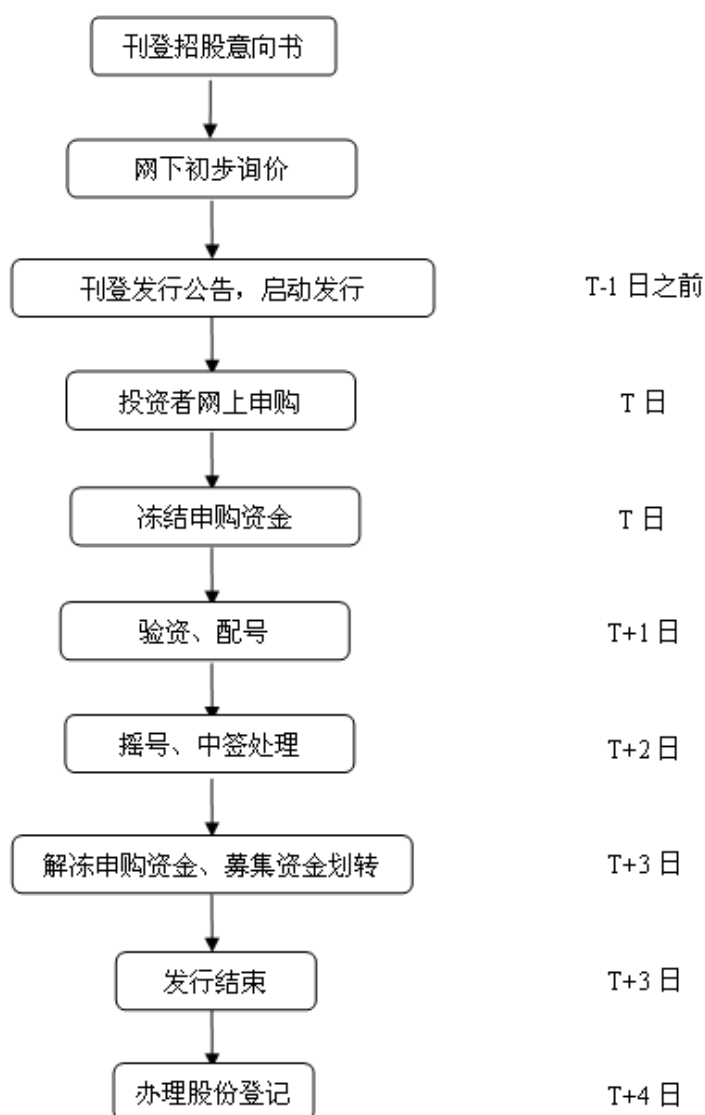 刊登招股意向书
网下初步询价
刊登发行公告，启动发行 T-1 日之前
投资者网上申购 T 日
冻结申购资金 T 日
验资、配号 T+1 日
摇号、中签处理 T+2 日
解冻申购资金、募集资金划转 T+3 日
发行结束 T+3 日
办理股份登记 T+4 日